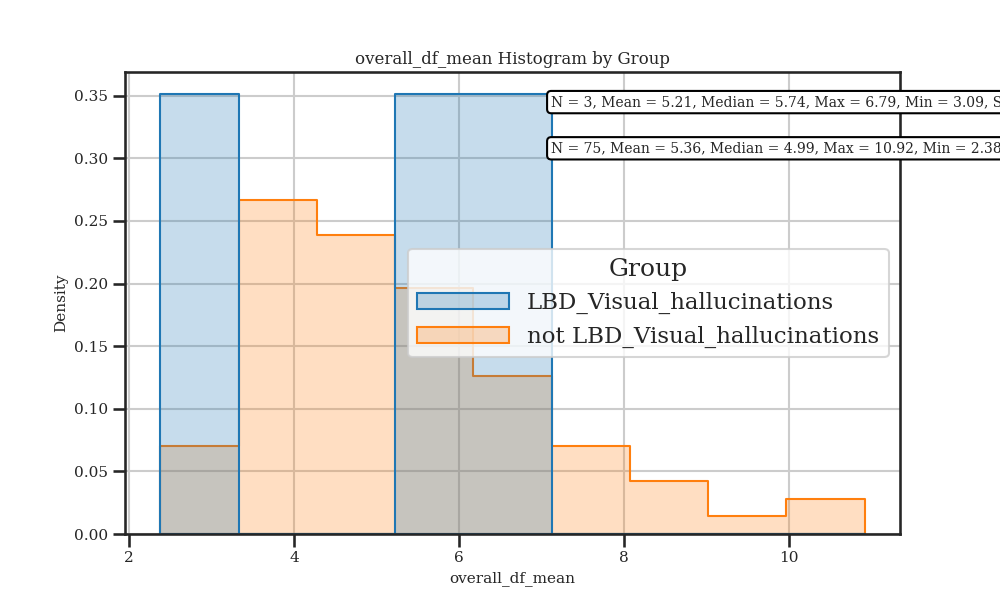 overall_df_mean Histogram by Group
N = 3, Mean = 5.21, Median = 5.74, Max = 6.79, Min = 3.09, S
N = 75, Mean = 5.36, Median = 4.99, Max = 10.92, Min = 2.38
Group
LBD_Visual_hallucinations
not LBD_Visual_hallucinations
Density
0.35
0.30
0.25
0.20
0.15
0.10
0.05
0.00
2 4 6 8 10
overall_df_mean